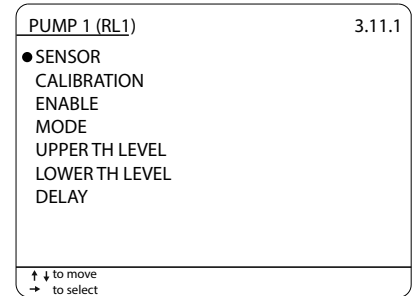 PUMP 1 (RL1) 3.11.1
● SENSOR
CALIBRATION
ENABLE
MODE
UPPER TH LEVEL
LOWER TH LEVEL
DELAY
↑ ↓ to move
→ to select